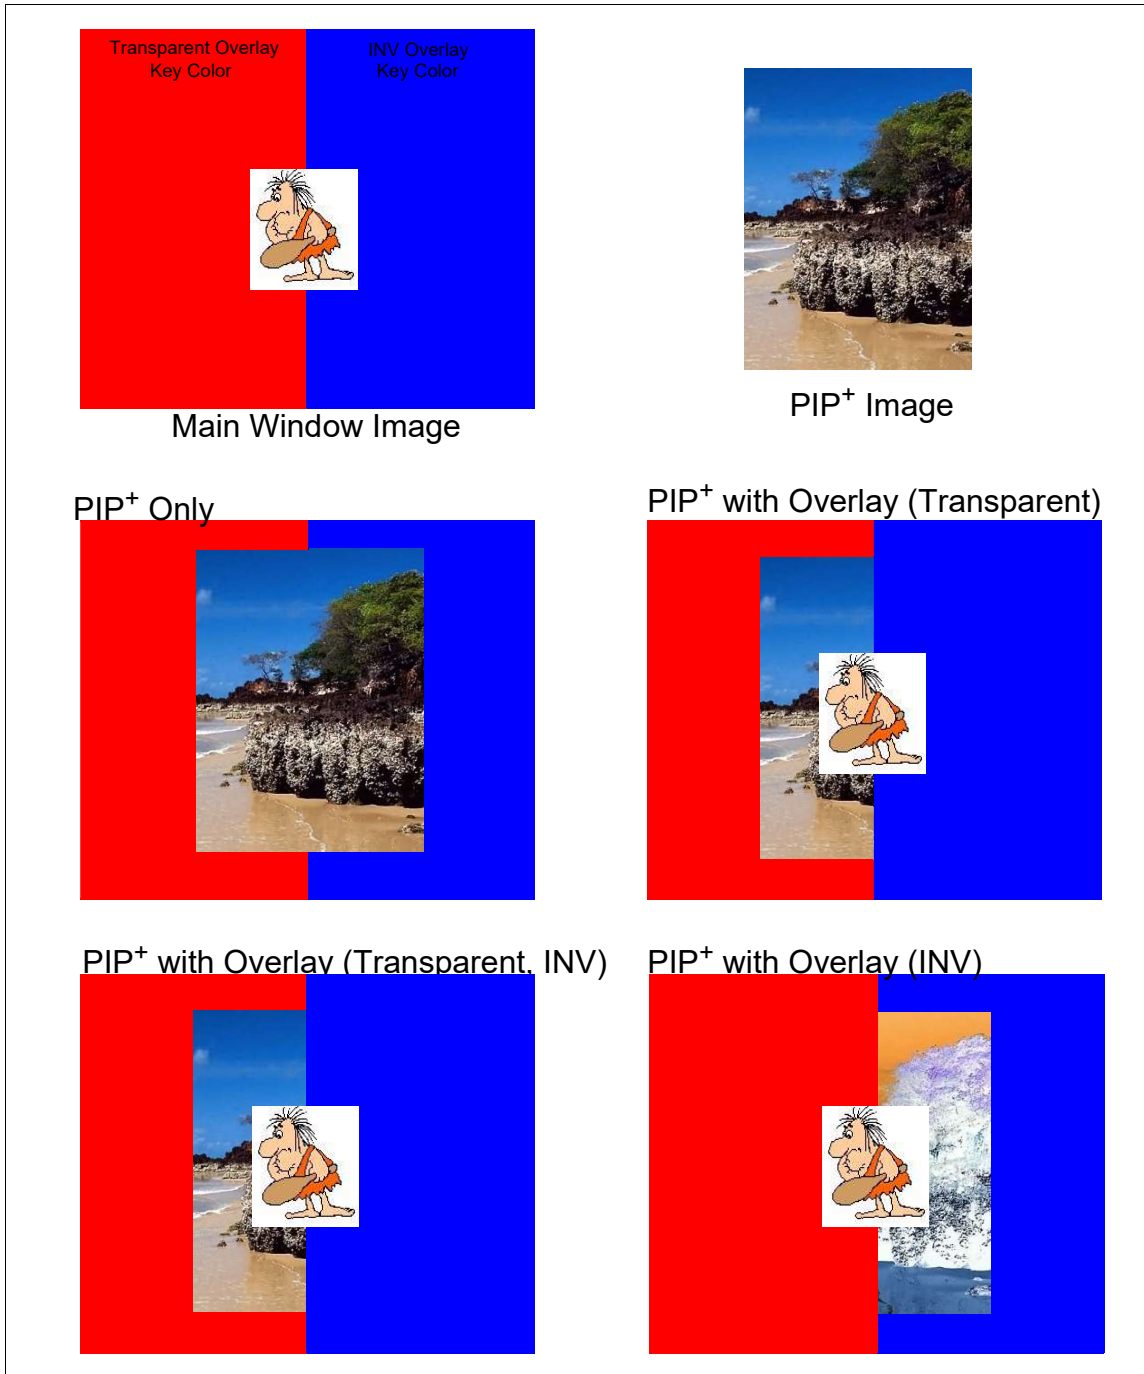 Transparent Overlay
Key Color
INV Overlay
Key Color
Main Window Image
PIP+ Image
PIP+ Only
PIP+ with Overlay (Transparent)
PIP+ with Overlay (Transparent, INV)
PIP+ with Overlay (INV)